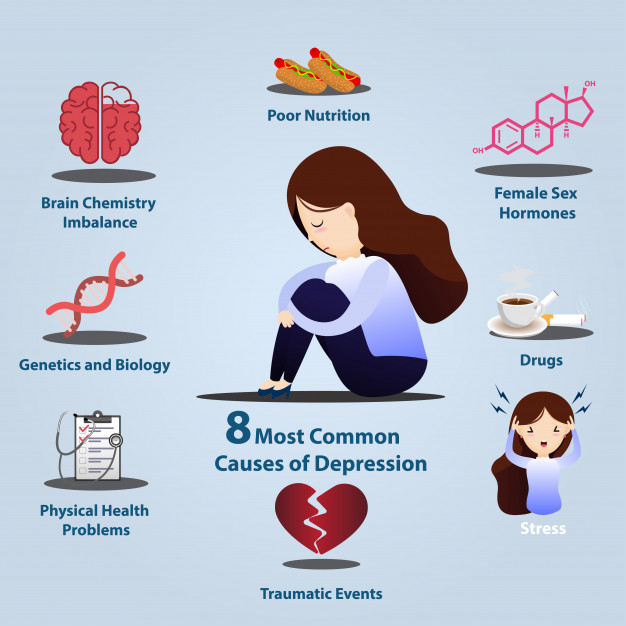 Poor Nutrition
Brain Chemistry
Imbalance
OH
OH
H
H
H
Female Sex
Hormones
Genetics and Biology
Drugs
8 Most Common
Causes of Depression
Physical Health
Problems
Stress
Traumatic Events